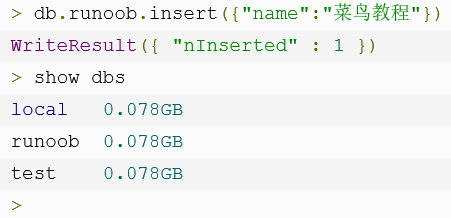 > db.runoob.insert({"name":"菜鸟教程"})
WriteResult({ "nInserted" : 1 })
> show dbs
local   0.078GB
runoob  0.078GB
test    0.078GB
>